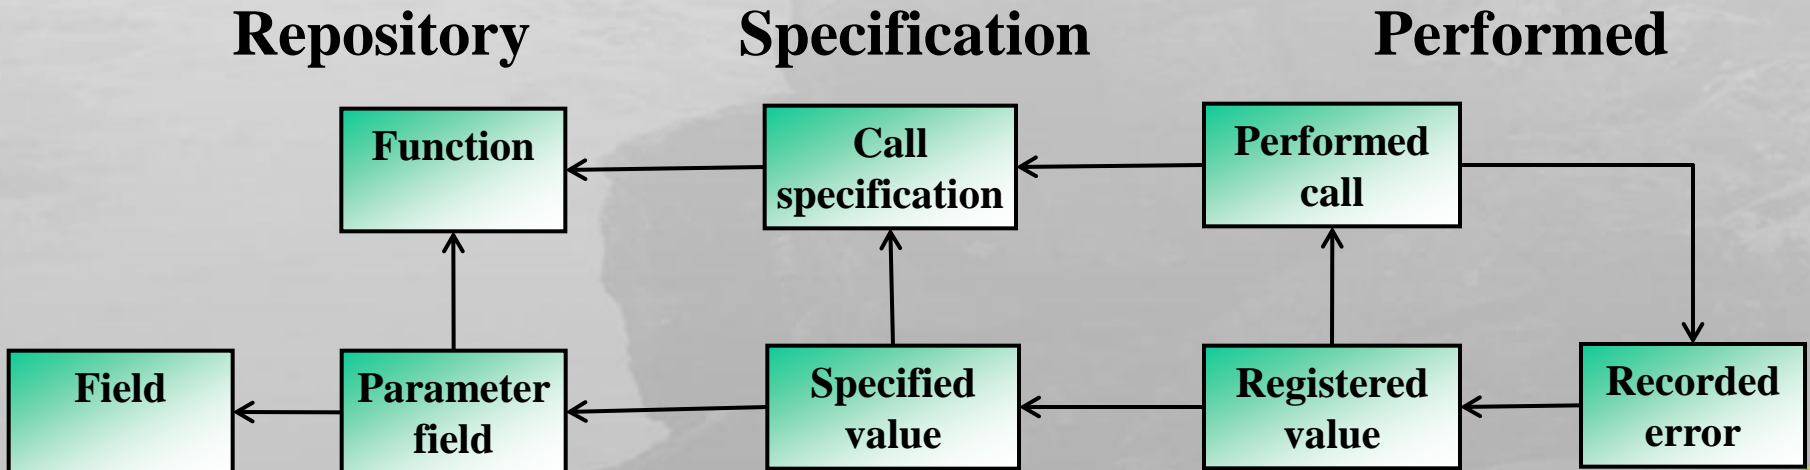 Repository
Specification
Performed
Function
Call
specification
Performed
call
Field
Parameter
field
Specified
value
Registered
value
Recorded
error